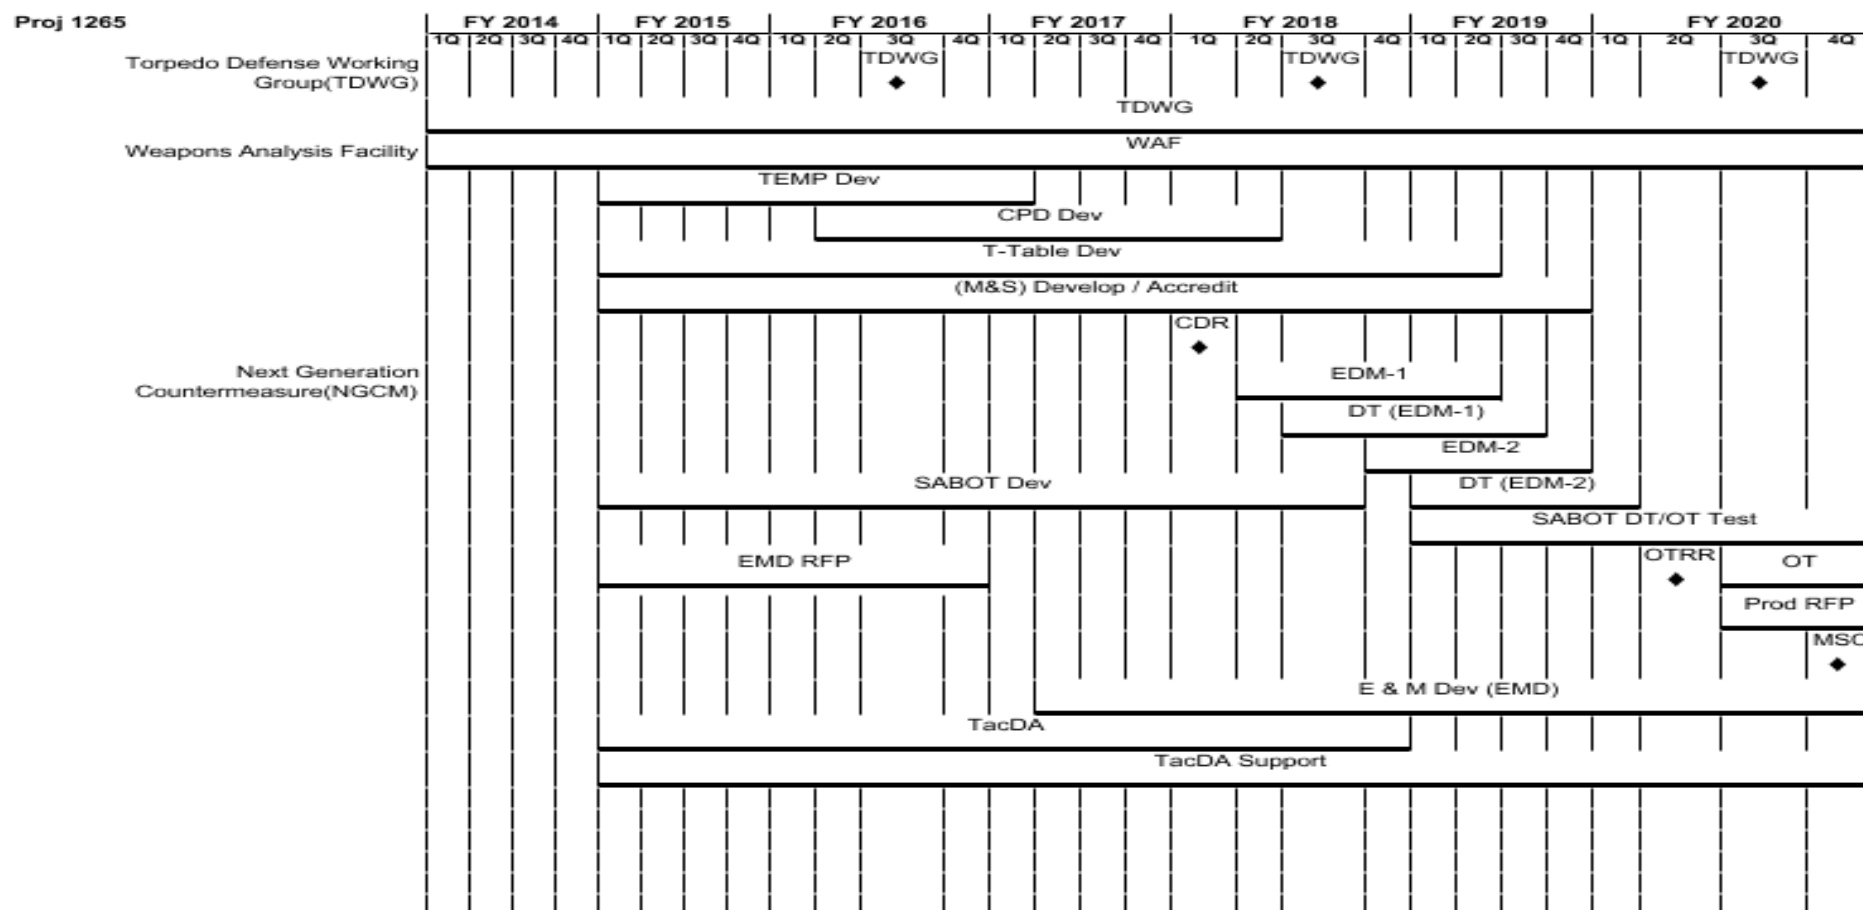 Proj 1265 FY 2014 FY 2015 FY 2016 FY 2017 FY 2018 FY 2019 FY 2020
1Q 2Q 3Q 4Q 1Q 2Q 3Q 4Q 1Q 2Q 3Q 4Q 1Q 2Q 3Q 4Q 1Q 2Q 3Q 4Q 1Q 2Q 3Q 4Q 1Q 2Q 3Q 4Q
Torpedo Defense Working
Group(TDWG)
TDWG TDWG TDWG
TDWG
Weapons Analysis Facility
WAF
TEMP Dev
CPD Dev
T-Table Dev
(M&S) Develop / Accredit
CDR
Next Generation
Countermeasure(NGCM)
EDM-1
DT (EDM-1)
EDM-2
SABOT Dev
DT (EDM-2)
SABOT DT/OT Test
EMD RFP
OTRR
OT
Prod RFP
MSC
E & M Dev (EMD)
TacDA
TacDA Support